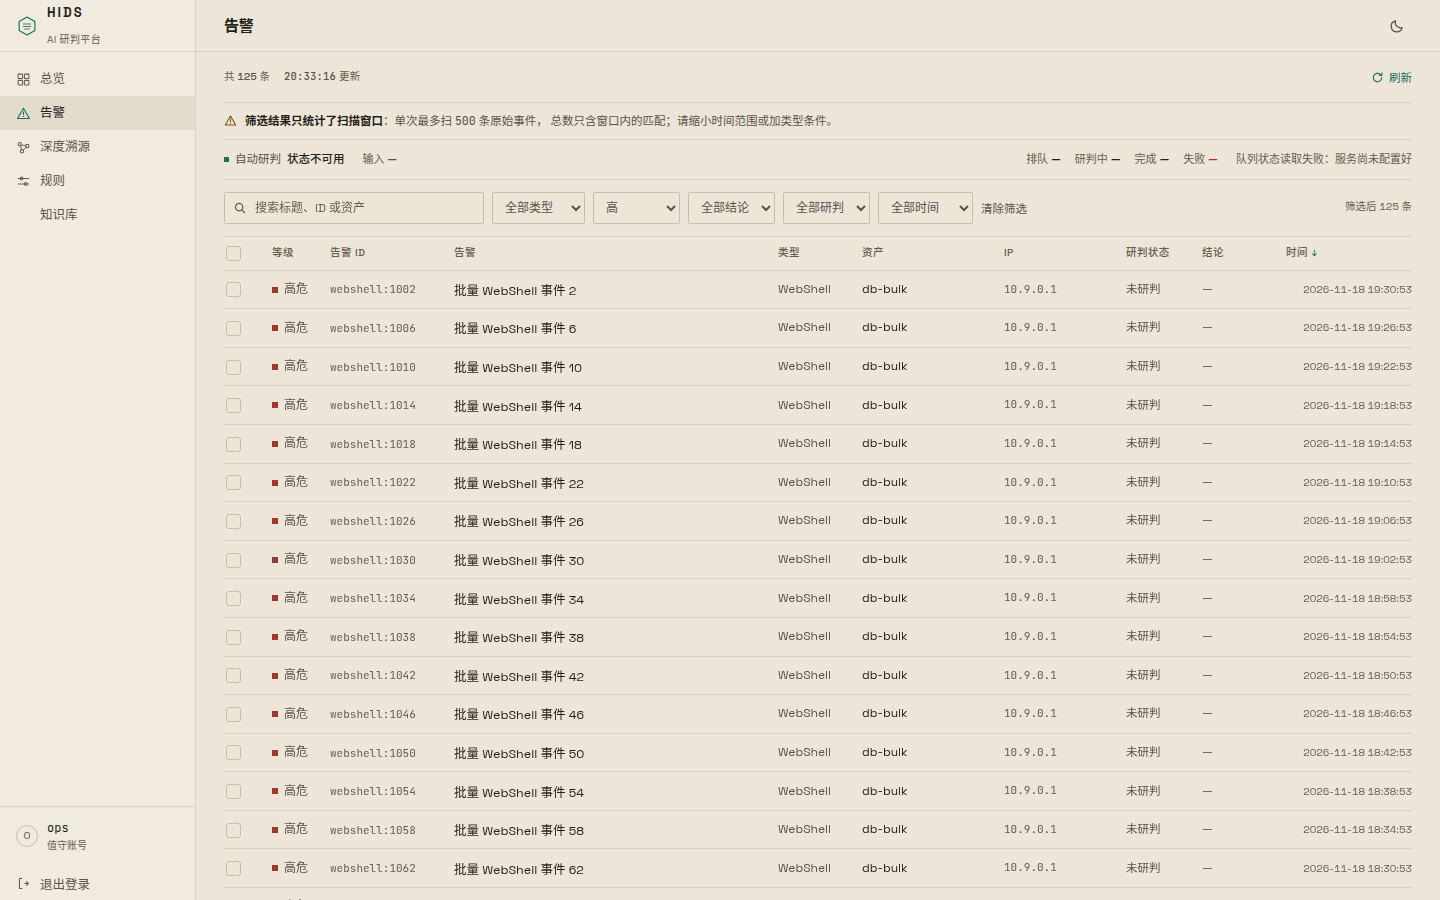 HIDS
AI 研判平台
总览
告警
深度溯源
规则
知识库
ops
值守账号
退出登录
告警
共 125 条 20:33:16 更新 刷新
筛选结果只统计了扫描窗口：单次最多扫 500 条原始事件， 总数只含窗口内的匹配；请缩小时间范围或加类型条件。
自动研判 状态不可用 输入 — 排队 — 研判中 — 完成 — 失败 — 队列状态读取失败：服务尚未配置好
搜索标题、ID 或资产 全部类型 高 全部结论 全部研判 全部时间 清除筛选 筛选后 125 条
等级 告警 ID 告警 类型 资产 IP 研判状态 结论 时间 ↓
高危 webshell:1002 批量 WebShell 事件 2 WebShell db-bulk 10.9.0.1 未研判 — 2026-11-18 19:30:53
高危 webshell:1006 批量 WebShell 事件 6 WebShell db-bulk 10.9.0.1 未研判 — 2026-11-18 19:26:53
高危 webshell:1010 批量 WebShell 事件 10 WebShell db-bulk 10.9.0.1 未研判 — 2026-11-18 19:22:53
高危 webshell:1014 批量 WebShell 事件 14 WebShell db-bulk 10.9.0.1 未研判 — 2026-11-18 19:18:53
高危 webshell:1018 批量 WebShell 事件 18 WebShell db-bulk 10.9.0.1 未研判 — 2026-11-18 19:14:53
高危 webshell:1022 批量 WebShell 事件 22 WebShell db-bulk 10.9.0.1 未研判 — 2026-11-18 19:10:53
高危 webshell:1026 批量 WebShell 事件 26 WebShell db-bulk 10.9.0.1 未研判 — 2026-11-18 19:06:53
高危 webshell:1030 批量 WebShell 事件 30 WebShell db-bulk 10.9.0.1 未研判 — 2026-11-18 19:02:53
高危 webshell:1034 批量 WebShell 事件 34 WebShell db-bulk 10.9.0.1 未研判 — 2026-11-18 18:58:53
高危 webshell:1038 批量 WebShell 事件 38 WebShell db-bulk 10.9.0.1 未研判 — 2026-11-18 18:54:53
高危 webshell:1042 批量 WebShell 事件 42 WebShell db-bulk 10.9.0.1 未研判 — 2026-11-18 18:50:53
高危 webshell:1046 批量 WebShell 事件 46 WebShell db-bulk 10.9.0.1 未研判 — 2026-11-18 18:46:53
高危 webshell:1050 批量 WebShell 事件 50 WebShell db-bulk 10.9.0.1 未研判 — 2026-11-18 18:42:53
高危 webshell:1054 批量 WebShell 事件 54 WebShell db-bulk 10.9.0.1 未研判 — 2026-11-18 18:38:53
高危 webshell:1058 批量 WebShell 事件 58 WebShell db-bulk 10.9.0.1 未研判 — 2026-11-18 18:34:53
高危 webshell:1062 批量 WebShell 事件 62 WebShell db-bulk 10.9.0.1 未研判 — 2026-11-18 18:30:53